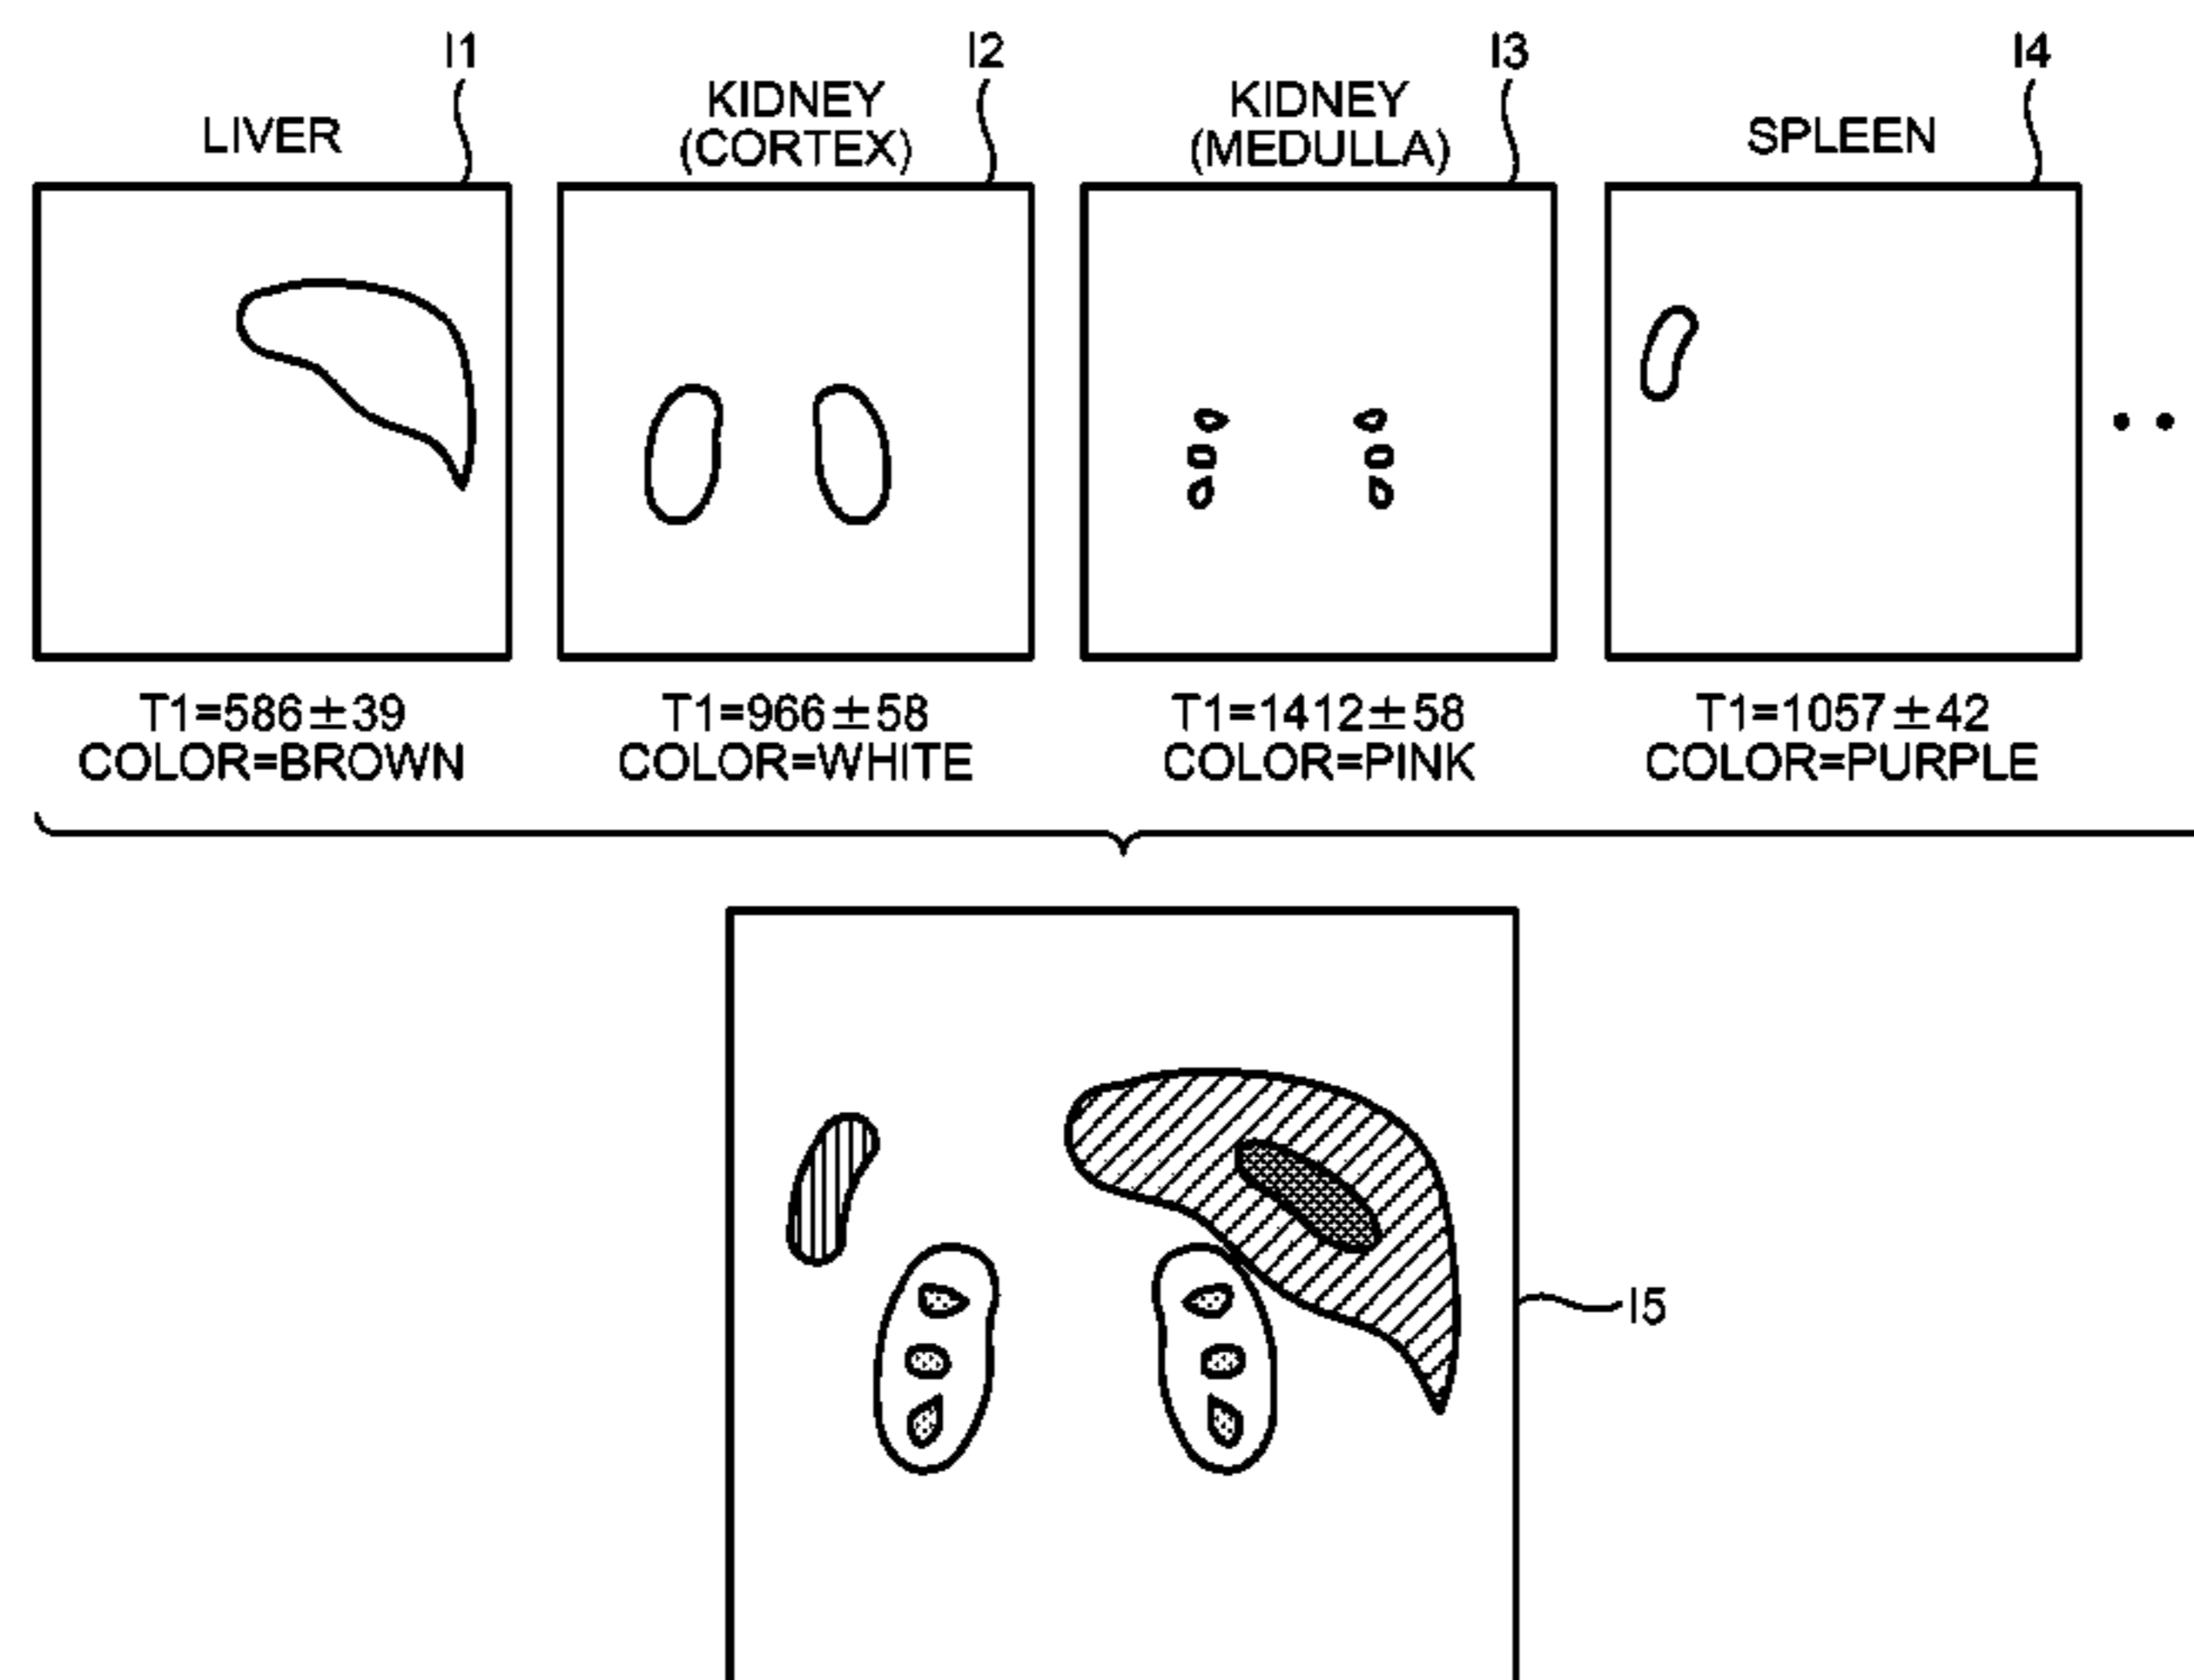 I1
I2
I3
I4
LIVER
KIDNEY
(CORTEX)
KIDNEY
(MEDULLA)
SPLEEN
T1=586±39
COLOR=BROWN
T1=966±58
COLOR=WHITE
T1=1412±58
COLOR=PINK
T1=1057±42
COLOR=PURPLE
I5